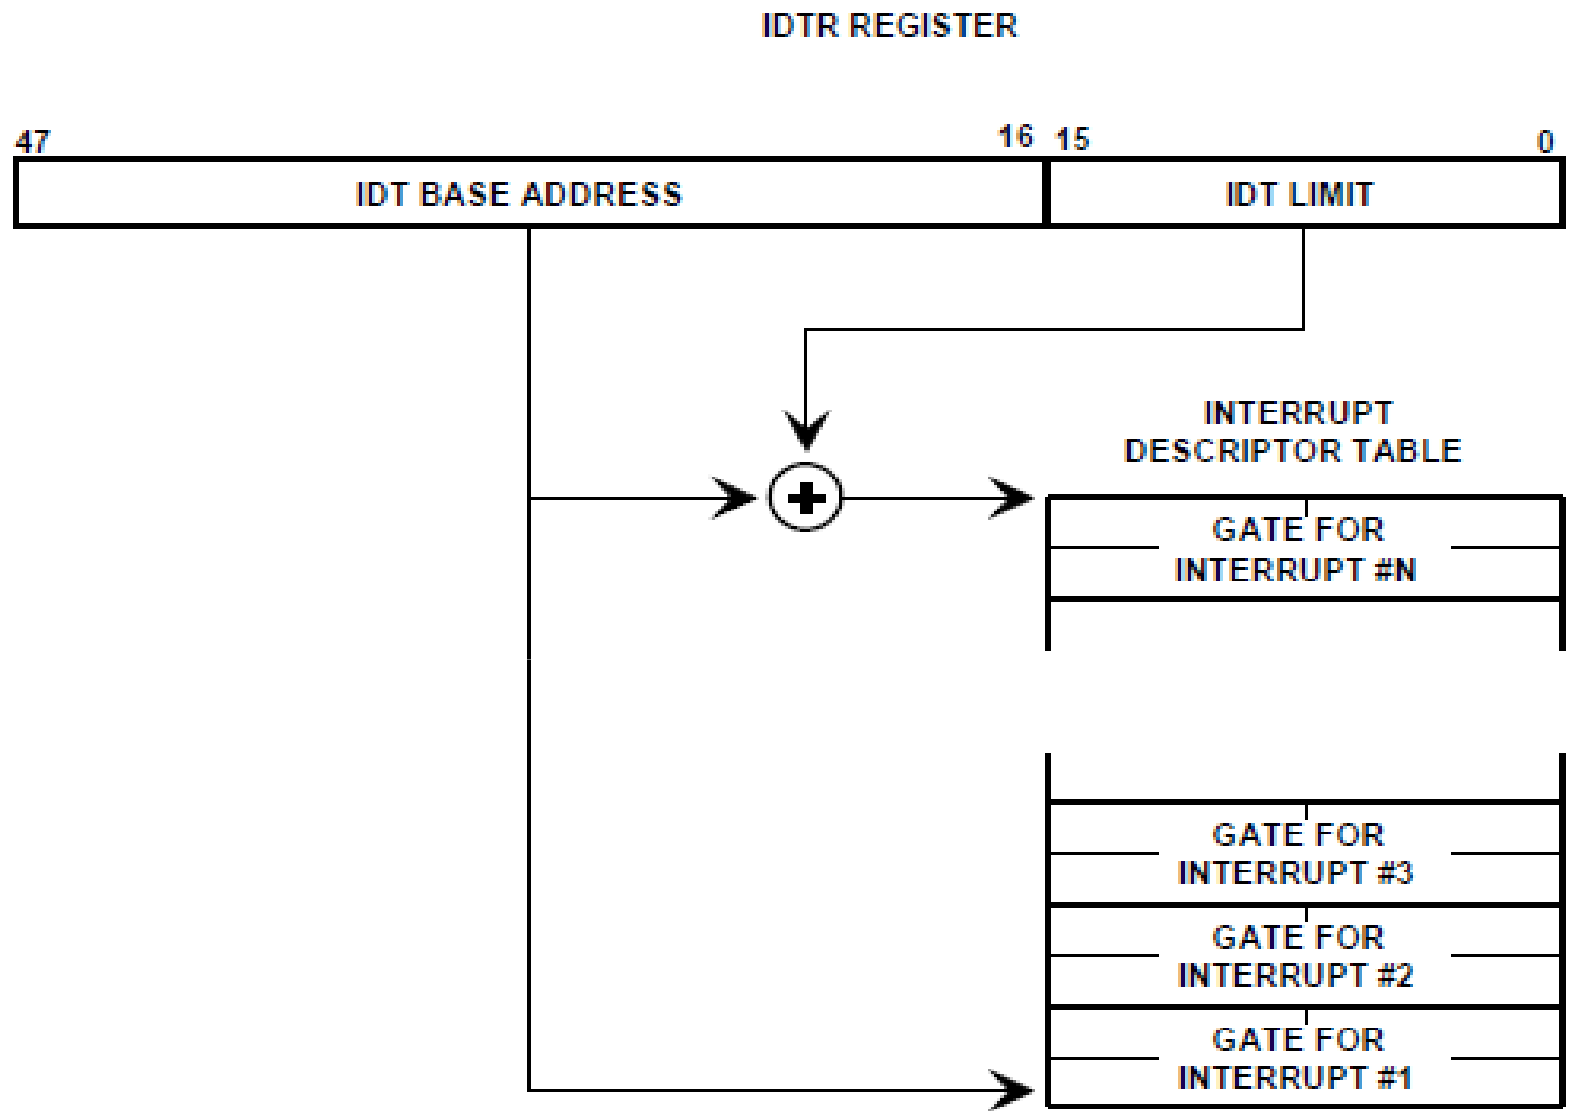 IDTR REGISTER
47 16 15 0
IDT BASE ADDRESS IDT LIMIT
INTERRUPT
DESCRIPTOR TABLE
GATE FOR
INTERRUPT #N
GATE FOR
INTERRUPT #3
GATE FOR
INTERRUPT #2
GATE FOR
INTERRUPT #1